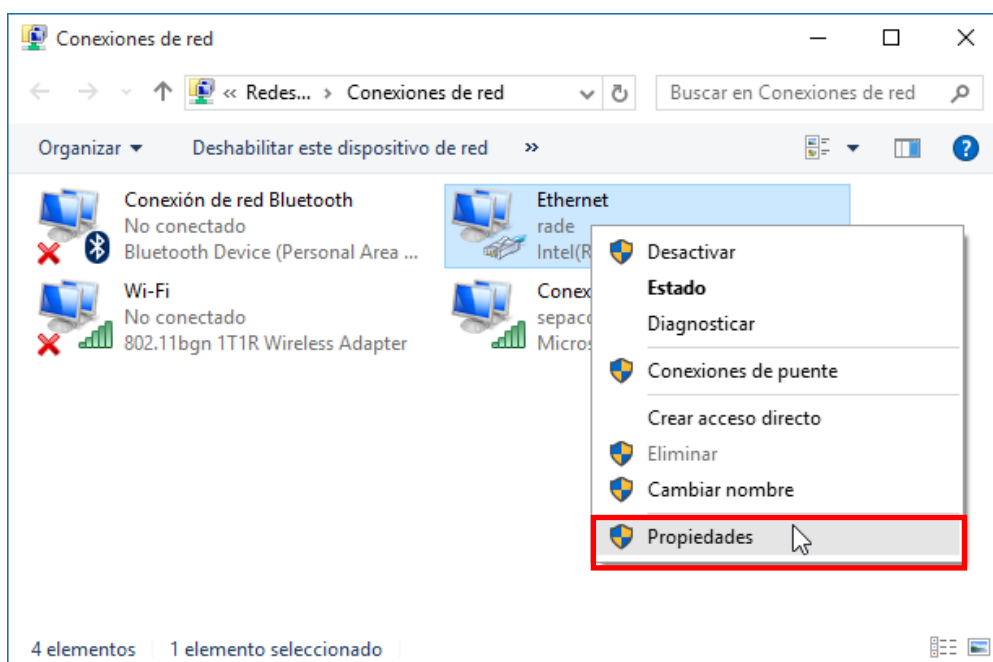 Conexiones de red
« Redes... › Conexiones de red
Buscar en Conexiones de red
Organizar
Deshabilitar este dispositivo de red
»
Conexión de red Bluetooth
No conectado
Bluetooth Device (Personal Area ...
Ethernet
rade
Intel(R
Wi-Fi
No conectado
802.11bgn 1T1R Wireless Adapter
Conex
sepac
Micros
Desactivar
Estado
Diagnosticar
Conexiones de puente
Crear acceso directo
Eliminar
Cambiar nombre
Propiedades
4 elementos
1 elemento seleccionado